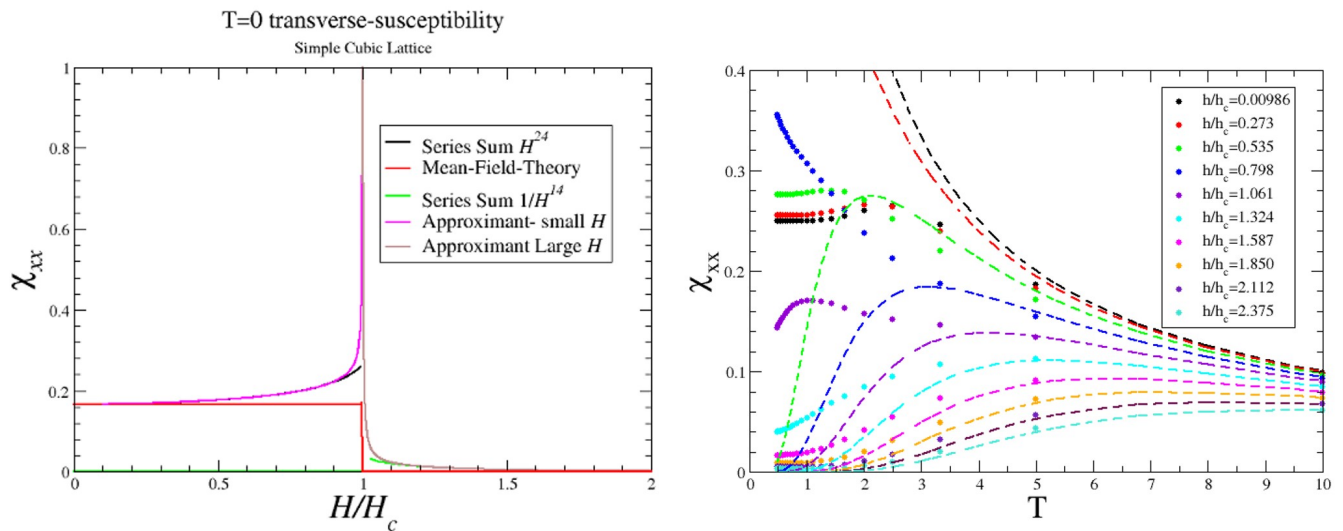 T=0 transverse-susceptibility
Simple Cubic Lattice
1
0.8
0.6
0.4
0.2
0
χxx
Series Sum H^24
Mean-Field-Theory
Series Sum 1/H^14
Approximant- small H
Approximant Large H
0 0.5 1 1.5 2
H/Hc
0.4
0.3
0.2
0.1
0
χxx
h/hc=0.00986
h/hc=0.273
h/hc=0.535
h/hc=0.798
h/hc=1.061
h/hc=1.324
h/hc=1.587
h/hc=1.850
h/hc=2.112
h/hc=2.375
0 1 2 3 4 5 6 7 8 9 10
T